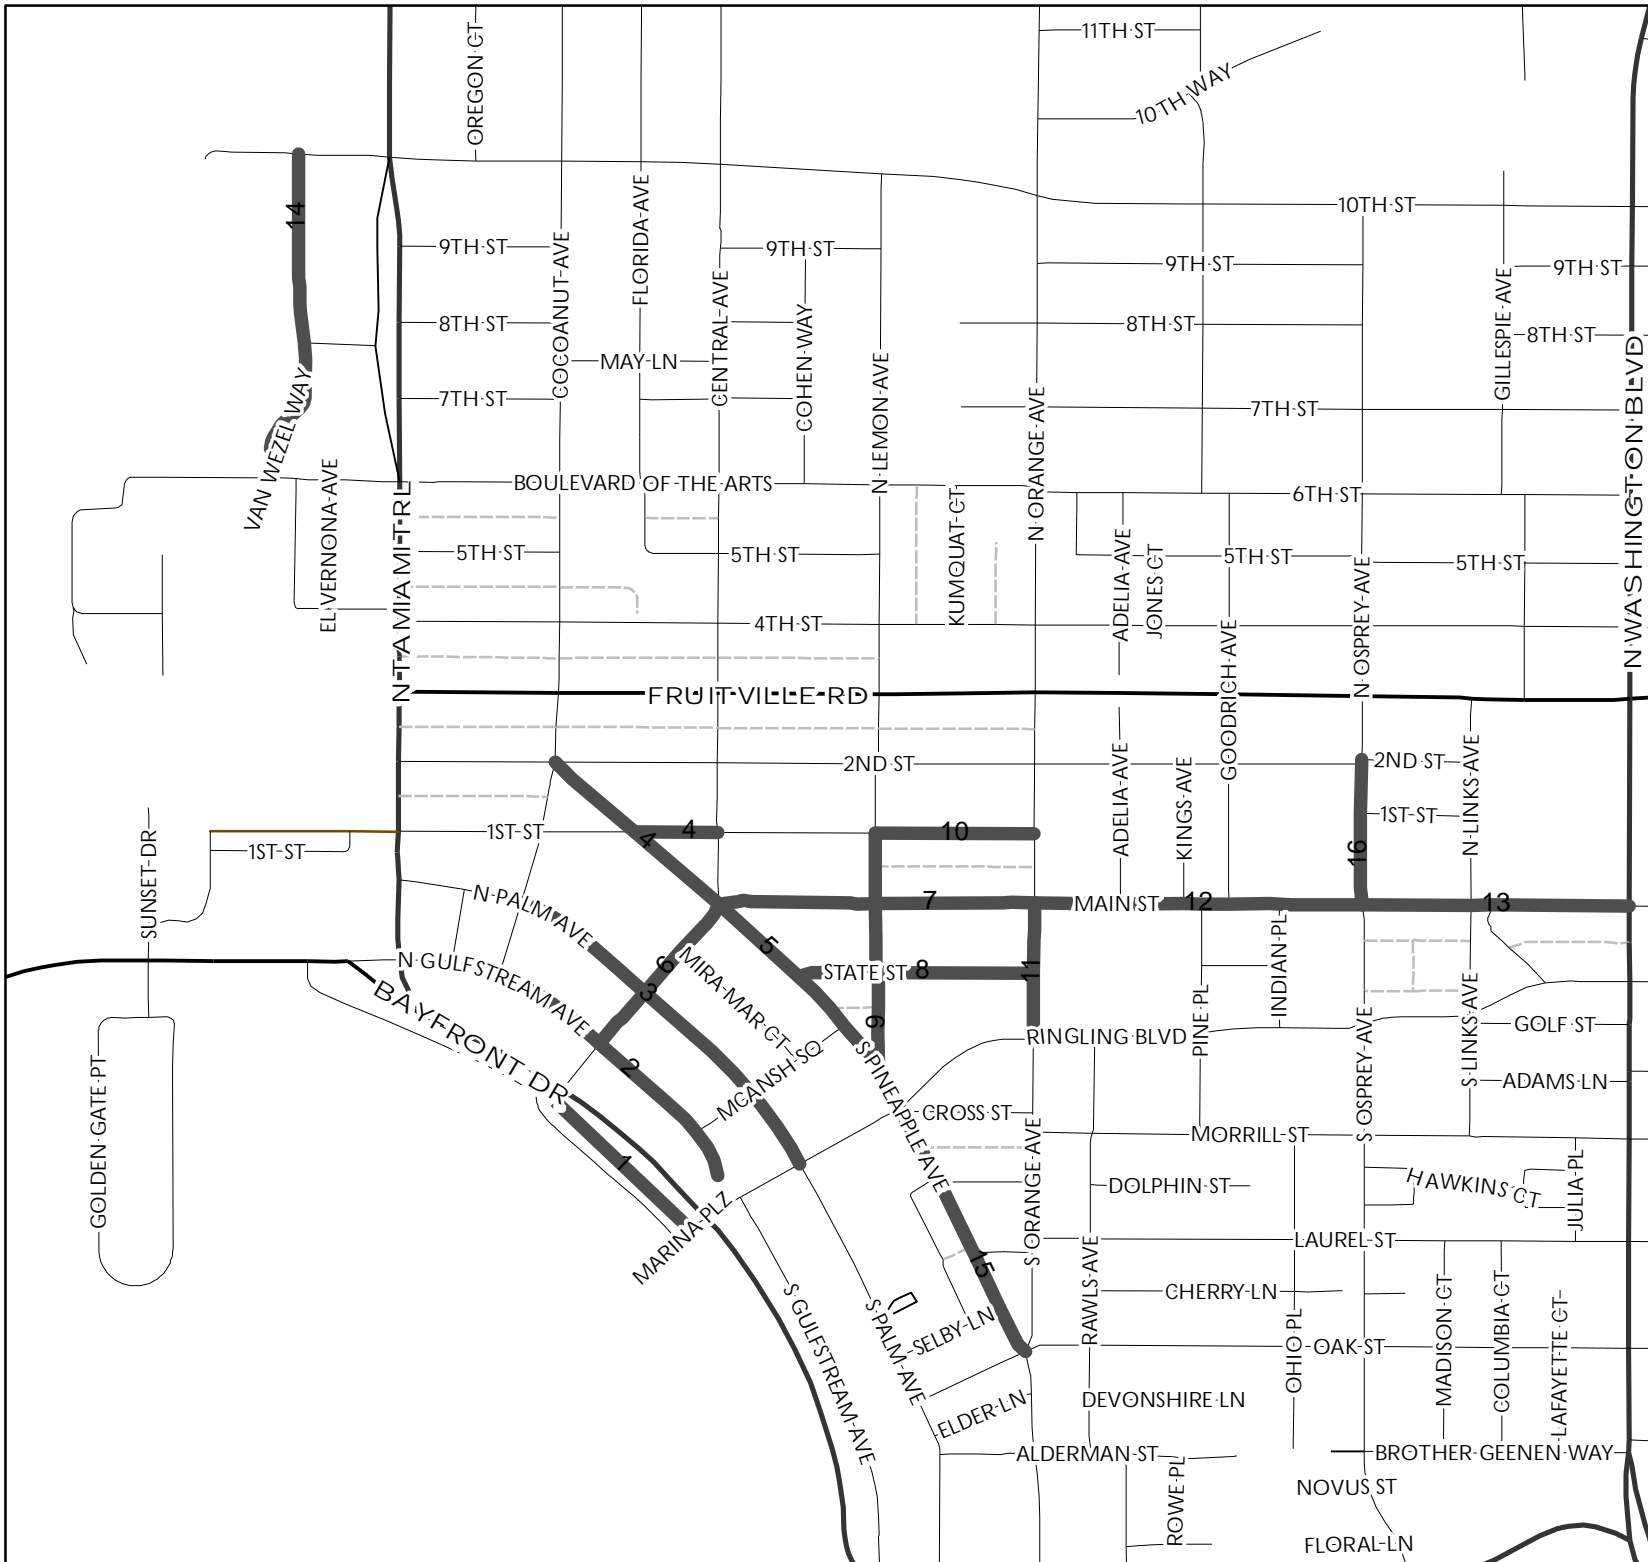 OREGON CT
11TH ST
10TH WAY
14
FLORIDA AVE
10TH ST
9TH ST
COCOANUT AVE
CENTRAL AVE
9TH ST
9TH ST
GILLESPIE AVE
9TH ST
8TH ST
COHEN WAY
8TH ST
8TH ST
MAY LN
N LEMON AVE
N ORANGE AVE
N WASHINGTON BLVD
7TH ST
7TH ST
VAN WEZEL WAY
EL VERNONA AVE
N TAMIAMI TRL
BOULEVARD OF THE ARTS
KUMQUAT CT
6TH ST
5TH ST
5TH ST
ADELIA AVE
JONES CT
5TH ST
N OSPREY AVE
5TH ST
4TH ST
GOODRICH AVE
FRUITVILLE RD
2ND ST
ADELIA AVE
KINGS AVE
2ND ST
N LINKS AVE
SUNSET DR
1ST ST
1ST ST
4
4
10
16
1ST ST
N PALM AVE
7
MAIN ST
12
13
N GULFSTREAM AVE
6
MIRA MAR CT
5
STATE ST
8
11
INDIAN PL
BAYFRONT DR
3
9
PINE PL
S OSPREY AVE
S LINKS AVE
GOLF ST
RINGLING BLVD
GOLDEN GATE PT
2
MCANSH SQ
S PINEAPPLE AVE
ADAMS LN
CROSS ST
S ORANGE AVE
MORRILL ST
1
DOLPHIN ST
HAWKINS CT
JULIA PL
MARINA PLZ
15
RAWLS AVE
LAUREL ST
S GULFSTREAM AVE
S PALM AVE
SELBY LN
CHERRY LN
OHIO PL
MADISON CT
COLUMBIA CT
LAFAYETTE CT
OAK ST
ELDER LN
DEVONSHIRE LN
ALDERMAN ST
BROTHER GEENEN WAY
ROWE PL
NOVUS ST
FLORAL LN